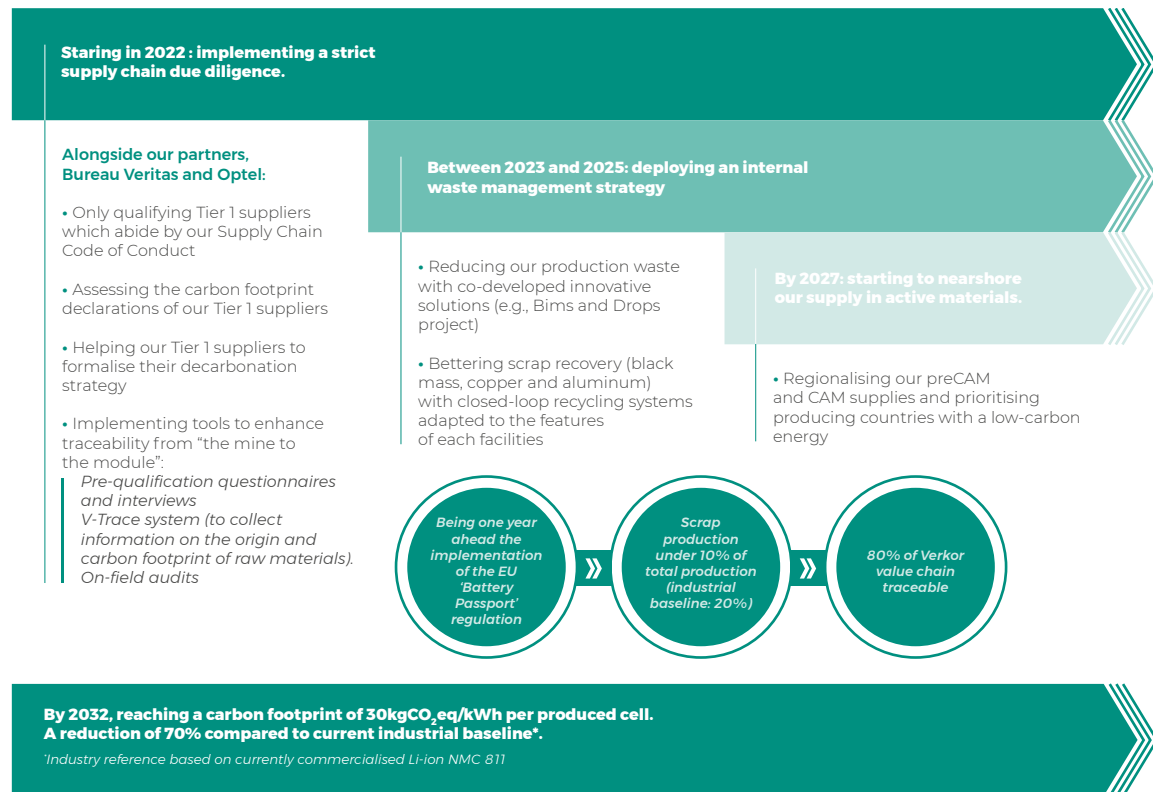 Staring in 2022 : implementing a strict
supply chain due diligence.
Alongside our partners,
Bureau Veritas and Optel:
• Only qualifying Tier 1 suppliers
which abide by our Supply Chain
Code of Conduct
• Assessing the carbon footprint
declarations of our Tier 1 suppliers
• Helping our Tier 1 suppliers to
formalise their decarbonation
strategy
• Implementing tools to enhance
traceability from “the mine to
the module”:
Pre-qualification questionnaires
and interviews
V-Trace system (to collect
information on the origin and
carbon footprint of raw materials).
On-field audits
Between 2023 and 2025: deploying an internal
waste management strategy
• Reducing our production waste
with co-developed innovative
solutions (e.g., Bims and Drops
project)
• Bettering scrap recovery (black
mass, copper and aluminum)
with closed-loop recycling systems
adapted to the features
of each facilities
By 2027: starting to nearshore
our supply in active materials.
• Regionalising our preCAM
and CAM supplies and prioritising
producing countries with a low-carbon
energy
Being one year
ahead the
implementation
of the EU
‘Battery
Passport’
regulation
Scrap
production
under 10% of
total production
(industrial
baseline: 20%)
80% of Verkor
value chain
traceable
By 2032, reaching a carbon footprint of 30kgCO₂eq/kWh per produced cell.
A reduction of 70% compared to current industrial baseline*.
*Industry reference based on currently commercialised Li-ion NMC 811